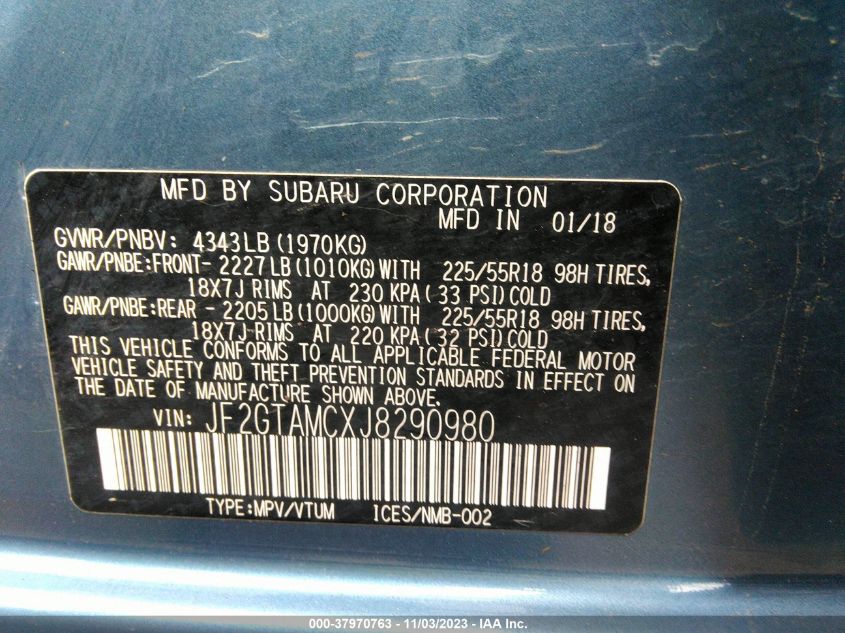 MFD BY SUBARU CORPORATION
MFD IN 01/18
GVWR/PNBV: 4343LB(1970KG)
GAWR/PNBE:FRONT- 2227LB(1010KG)WITH 225/55R18 98H TIRES,
18X7J RIMS AT 230 KPA(33 PSI)COLD
GAWR/PNBE:REAR - 2205LB(1000KG)WITH 225/55R18 98H TIRES,
18X7J RIMS AT 220 KPA(32 PSI)COLD
THIS VEHICLE CONFORMS TO ALL APPLICABLE FEDERAL MOTOR
VEHICLE SAFETY AND THEFT PREVENTION STANDARDS IN EFFECT ON
THE DATE OF MANUFACTURE SHOWN ABOVE.
VIN: JF2GTAMCXJ8290980
TYPE:MPV/VTUM ICES/NMB-002
000-37970763 - 11/03/2023 - IAA Inc.